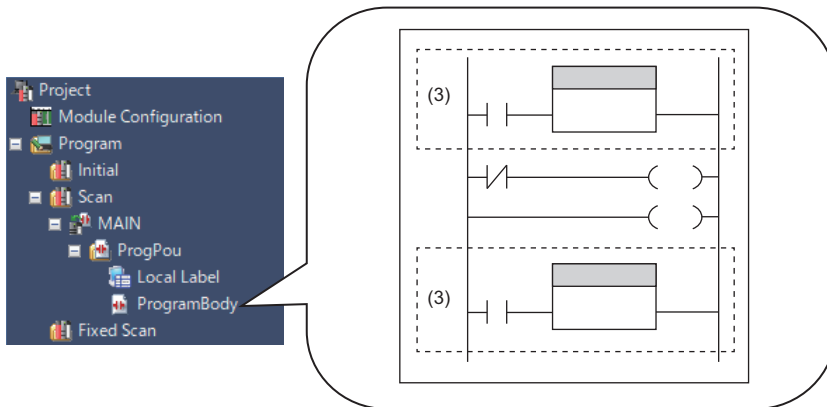 Project
Module Configuration
Program
Initial
Scan
MAIN
ProgPou
Local Label
ProgramBody
Fixed Scan
(3)
(3)